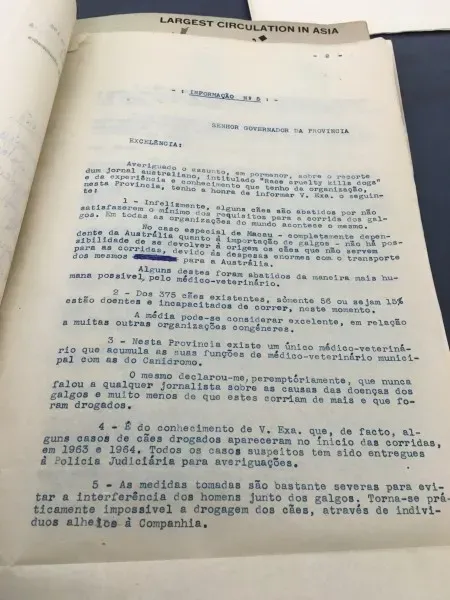 LARGEST CIRCULATION IN ASIA
- 2 -
- : INFORMAÇÃO Nº 5 : -
SENHOR GOVERNADOR DA PROVÍNCIA
EXCELÊNCIA:
Averiguado o assunto, em pormenor, sobre o recorte
dum jornal australiano, intitulado "Race cruelty kills dogs"
e da experiência e conhecimento que tenho da organização,
nesta Província, tenho a honra de informar V. Exa. o seguin-
te:
1 - Infelizmente, alguns cães são abatidos por não
satisfazerem o mínimo dos requisitos para a corrida dos gal-
gos. Em todas as organizações do mundo acontece o mesmo.
No caso especial de Macau - completamente depen-
dente da Austrália quanto à importação de galgos - não há pos-
sibilidade de se devolver à origem os cães que não servem
para as corridas, devido às despesas enormes com o transporte
dos mesmos para a Austrália.
Alguns destes foram abatidos da maneira mais hu-
mana possível, pelo médico-veterinário.
2 - Dos 375 cães existentes, sòmente 56 ou sejam 15%
estão doentes e incapacitados de correr, neste momento.
A média pode-se considerar excelente, em relação
a muitas outras organizações congéneres.
3 - Nesta Província existe um único médico-veteriná-
rio que acumula as suas funções de médico-veterinário munici-
pal com as do Canidromo.
O mesmo declarou-me, peremptòriamente, que nunca
falou a qualquer jornalista sobre as causas das doenças dos
galgos e muito menos de que estes corriam de mais e que fo-
ram drogados.
4 - É do conhecimento de V. Exa. que, de facto, al-
guns casos de cães drogados apareceram no início das corridas,
em 1963 e 1964. Todos os casos suspeitos tem sido entregues
à Polícia Judiciária para averiguações.
5 - As medidas tomadas são bastante severas para evi-
tar a interferência dos homens junto dos galgos. Torna-se prá-
ticamente impossível a drogagem dos cães, através de indiví-
duos alheios à Companhia.